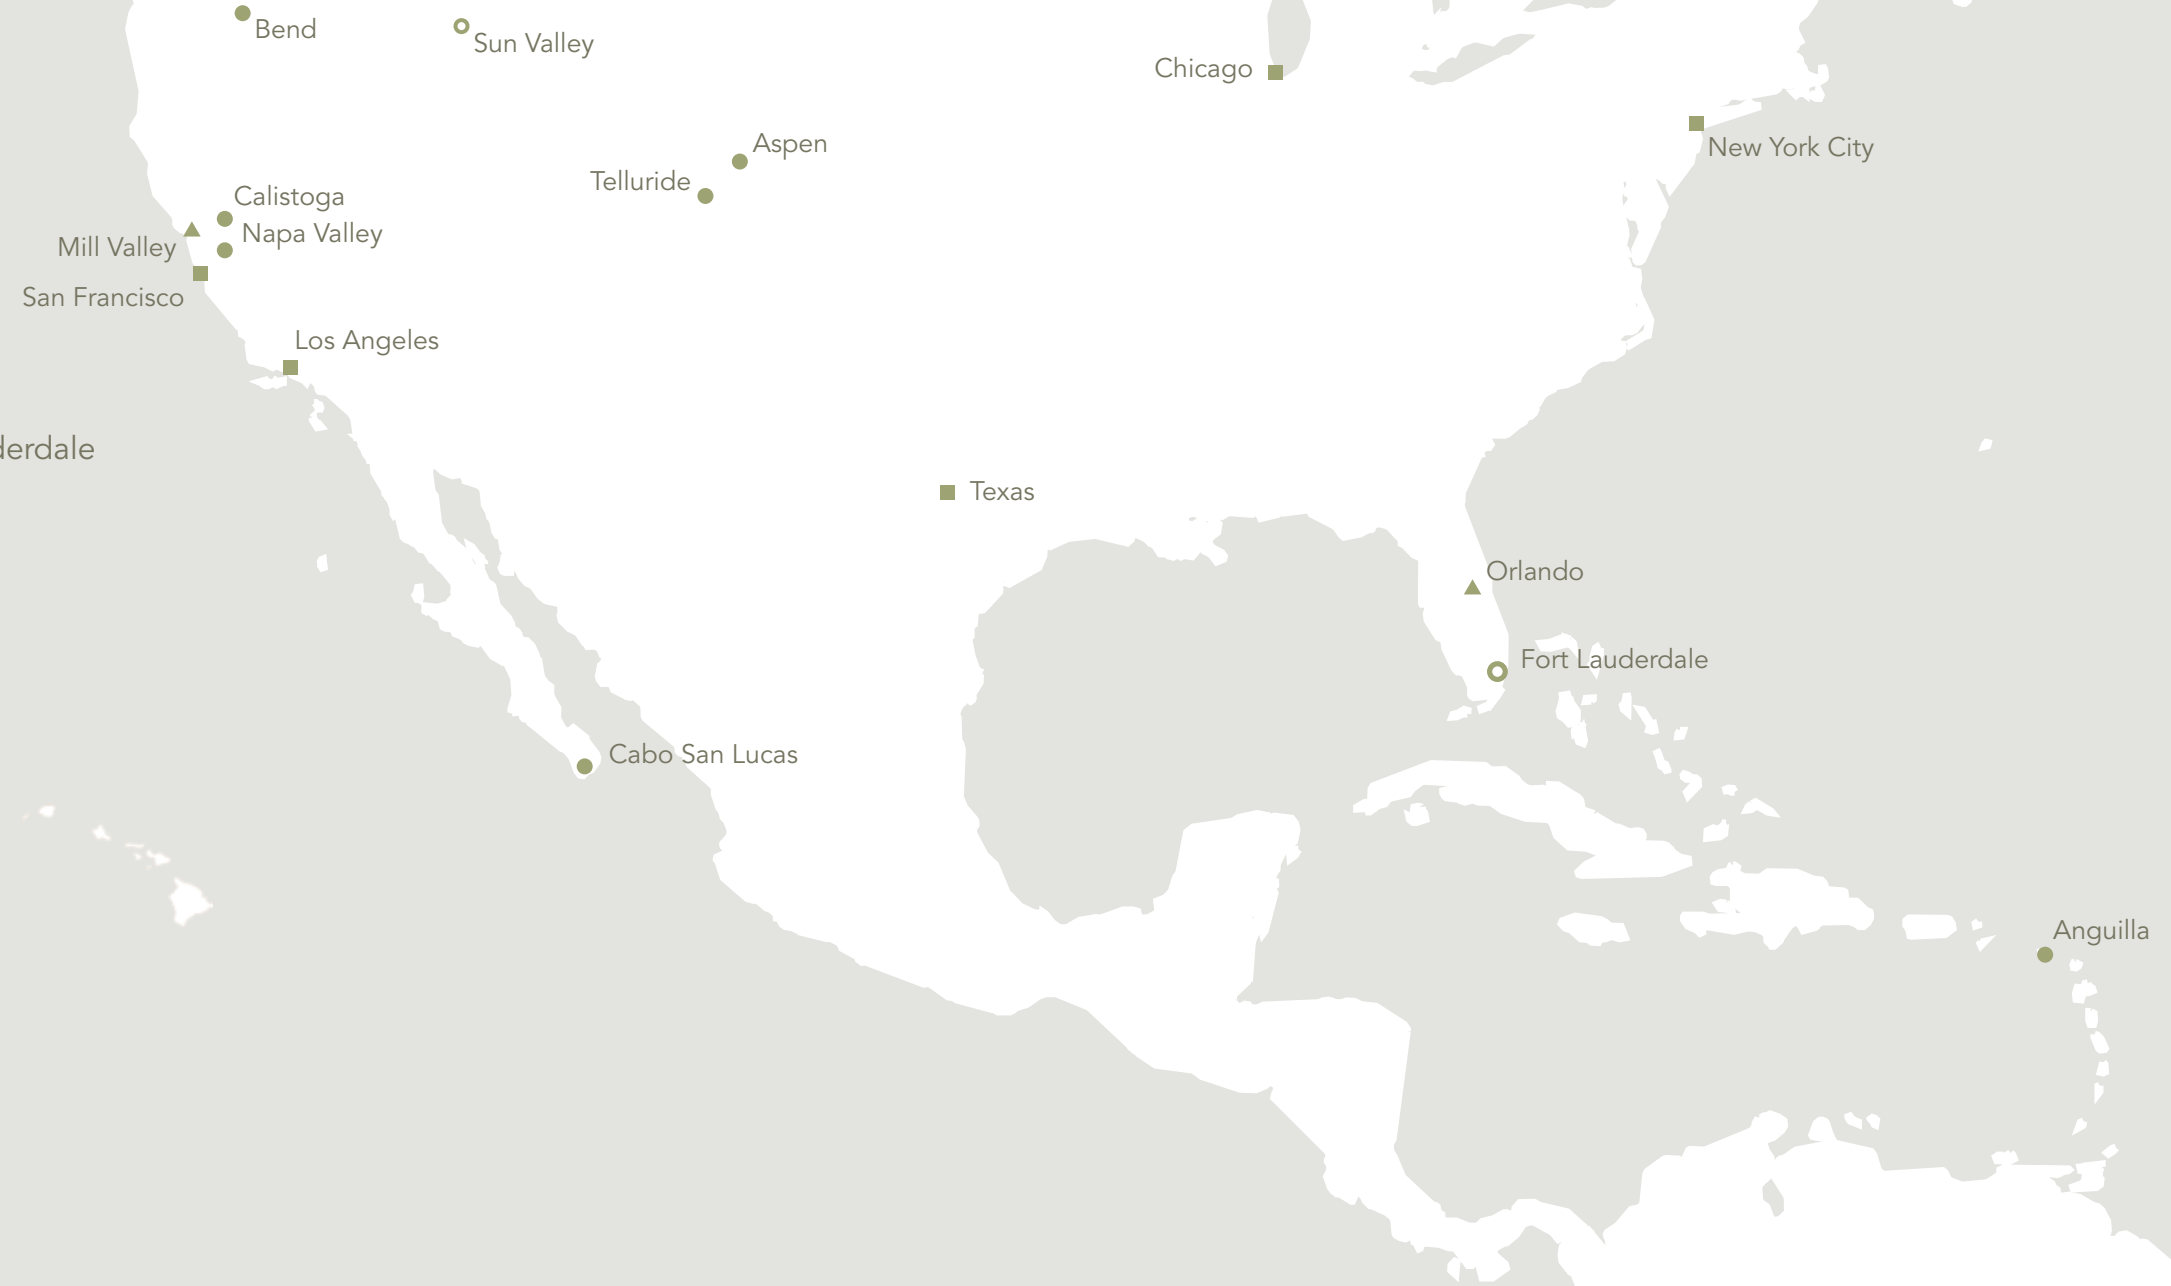 Bend
Sun Valley
Chicago
New York City
Aspen
Telluride
Calistoga
Napa Valley
Mill Valley
San Francisco
Los Angeles
derdale
Texas
Orlando
Fort Lauderdale
Cabo San Lucas
Anguilla